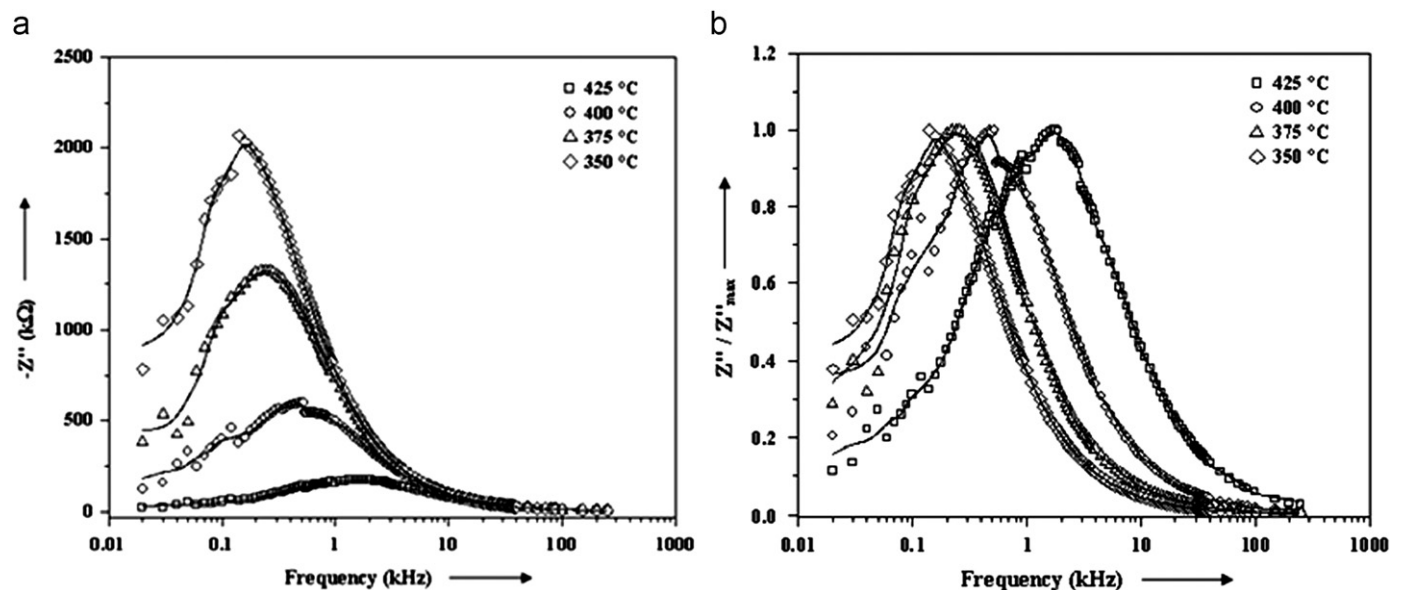 a
2500
2000
1500
1000
500
0
-Z'' (kΩ)
0.01 0.1 1 10 100 1000
Frequency (kHz)
425 °C
400 °C
375 °C
350 °C
b
1.2
1.0
0.8
0.6
0.4
0.2
0.0
Z'' / Z''max
0.01 0.1 1 10 100 1000
Frequency (kHz)
425 °C
400 °C
375 °C
350 °C